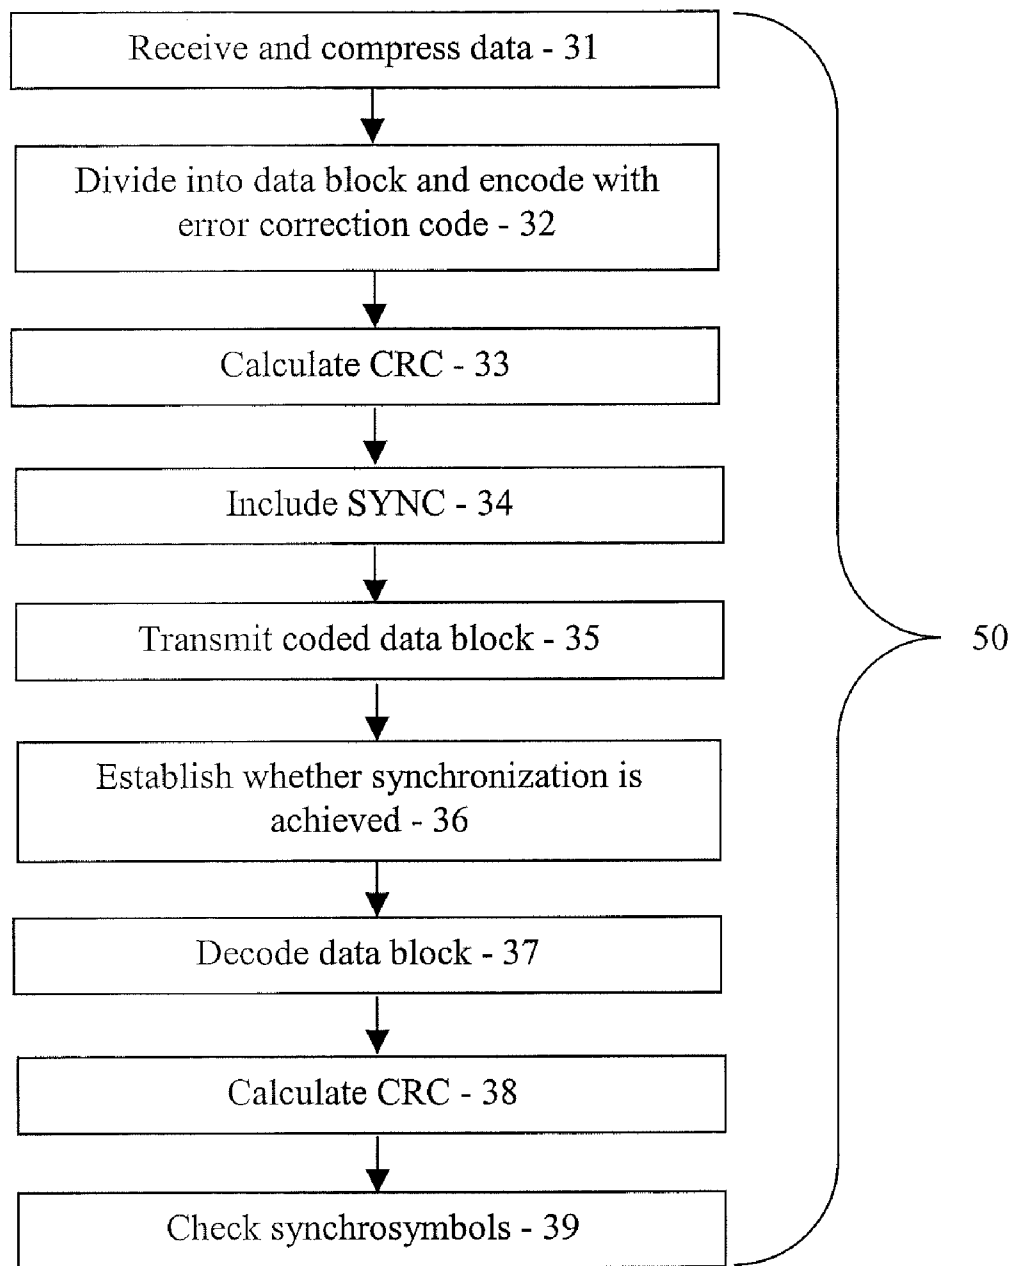 Receive and compress data - 31
Divide into data block and encode with
error correction code - 32
Calculate CRC - 33
Include SYNC - 34
Transmit coded data block - 35
50
Establish whether synchronization is
achieved - 36
Decode data block - 37
Calculate CRC - 38
Check synchrosymbols - 39